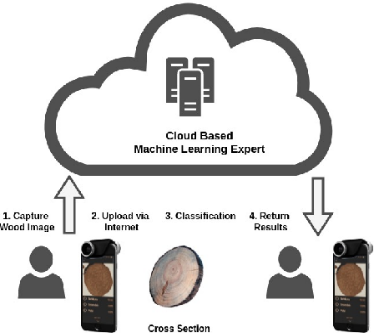 Cloud Based
Machine Learning Expert
1. Capture
Wood Image
2. Upload via
Internet
3. Classification
4. Return
Results
Cross Section